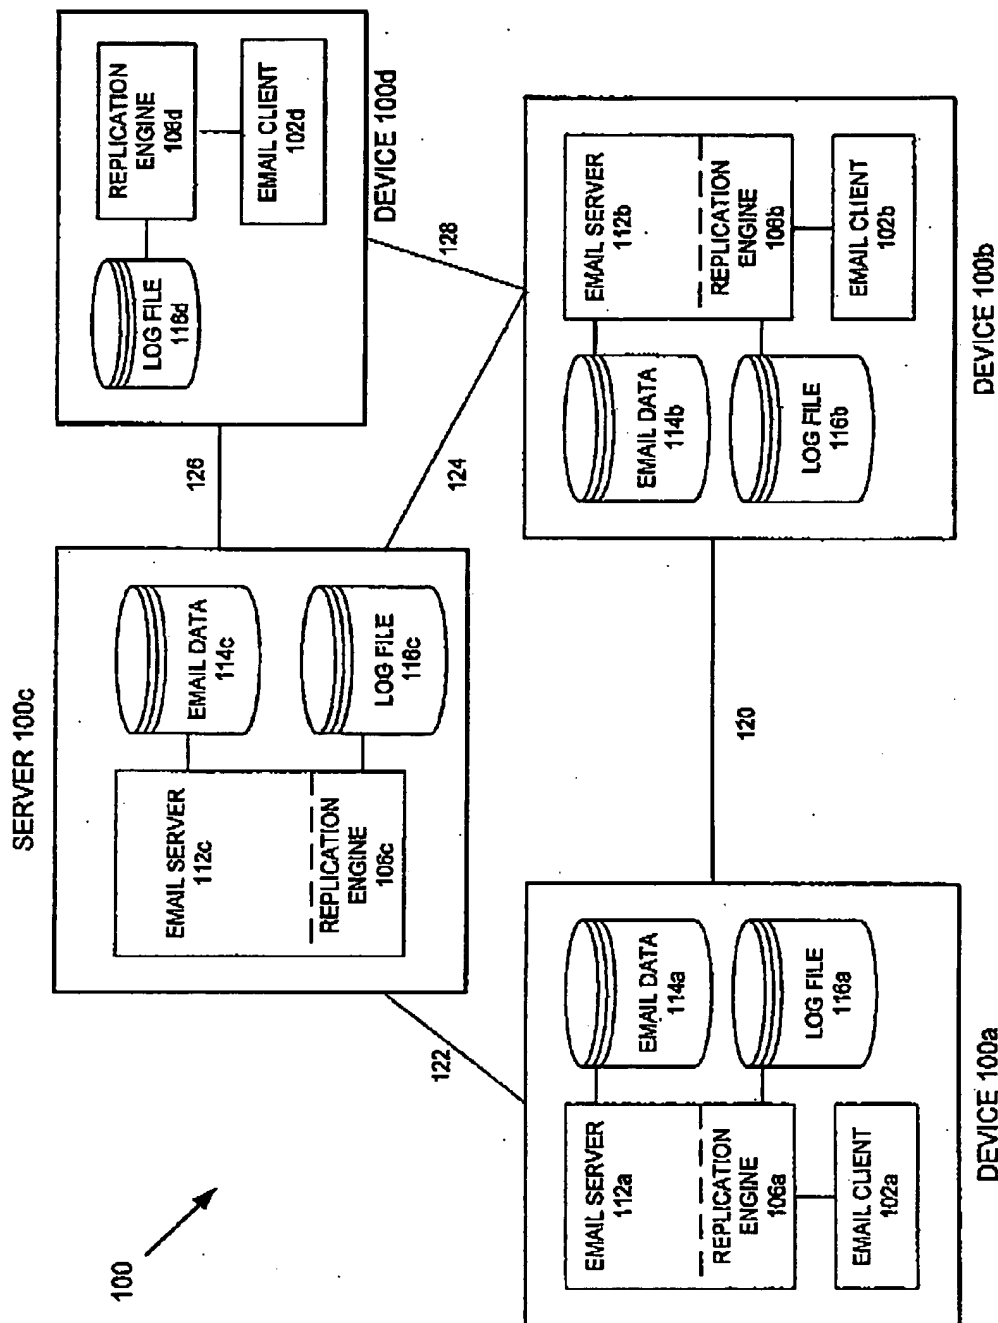 100
SERVER 100c
EMAIL SERVER
112c
REPLICATION
ENGINE
106c
EMAIL DATA
114c
LOG FILE
116c
126
LOG FILE
116d
REPLICATION
ENGINE
106d
EMAIL CLIENT
102d
DEVICE 100d
122
124
128
EMAIL SERVER
112a
REPLICATION
ENGINE
106a
EMAIL CLIENT
102a
EMAIL DATA
114a
LOG FILE
116a
DEVICE 100a
120
EMAIL DATA
114b
LOG FILE
116b
EMAIL SERVER
112b
REPLICATION
ENGINE
106b
EMAIL CLIENT
102b
DEVICE 100b